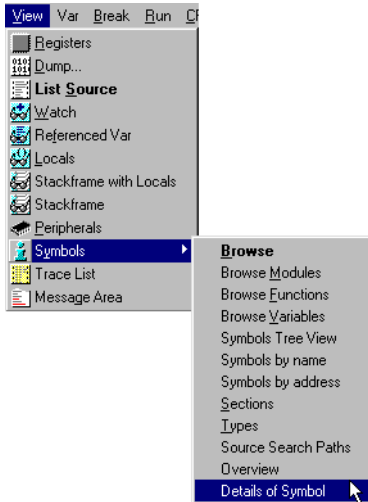 View Var Break Run
Registers
Dump...
List Source
Watch
Referenced Var
Locals
Stackframe with Locals
Stackframe
Peripherals
Symbols
Trace List
Message Area
Browse
Browse Modules
Browse Functions
Browse Variables
Symbols Tree View
Symbols by name
Symbols by address
Sections
Types
Source Search Paths
Overview
Details of Symbol